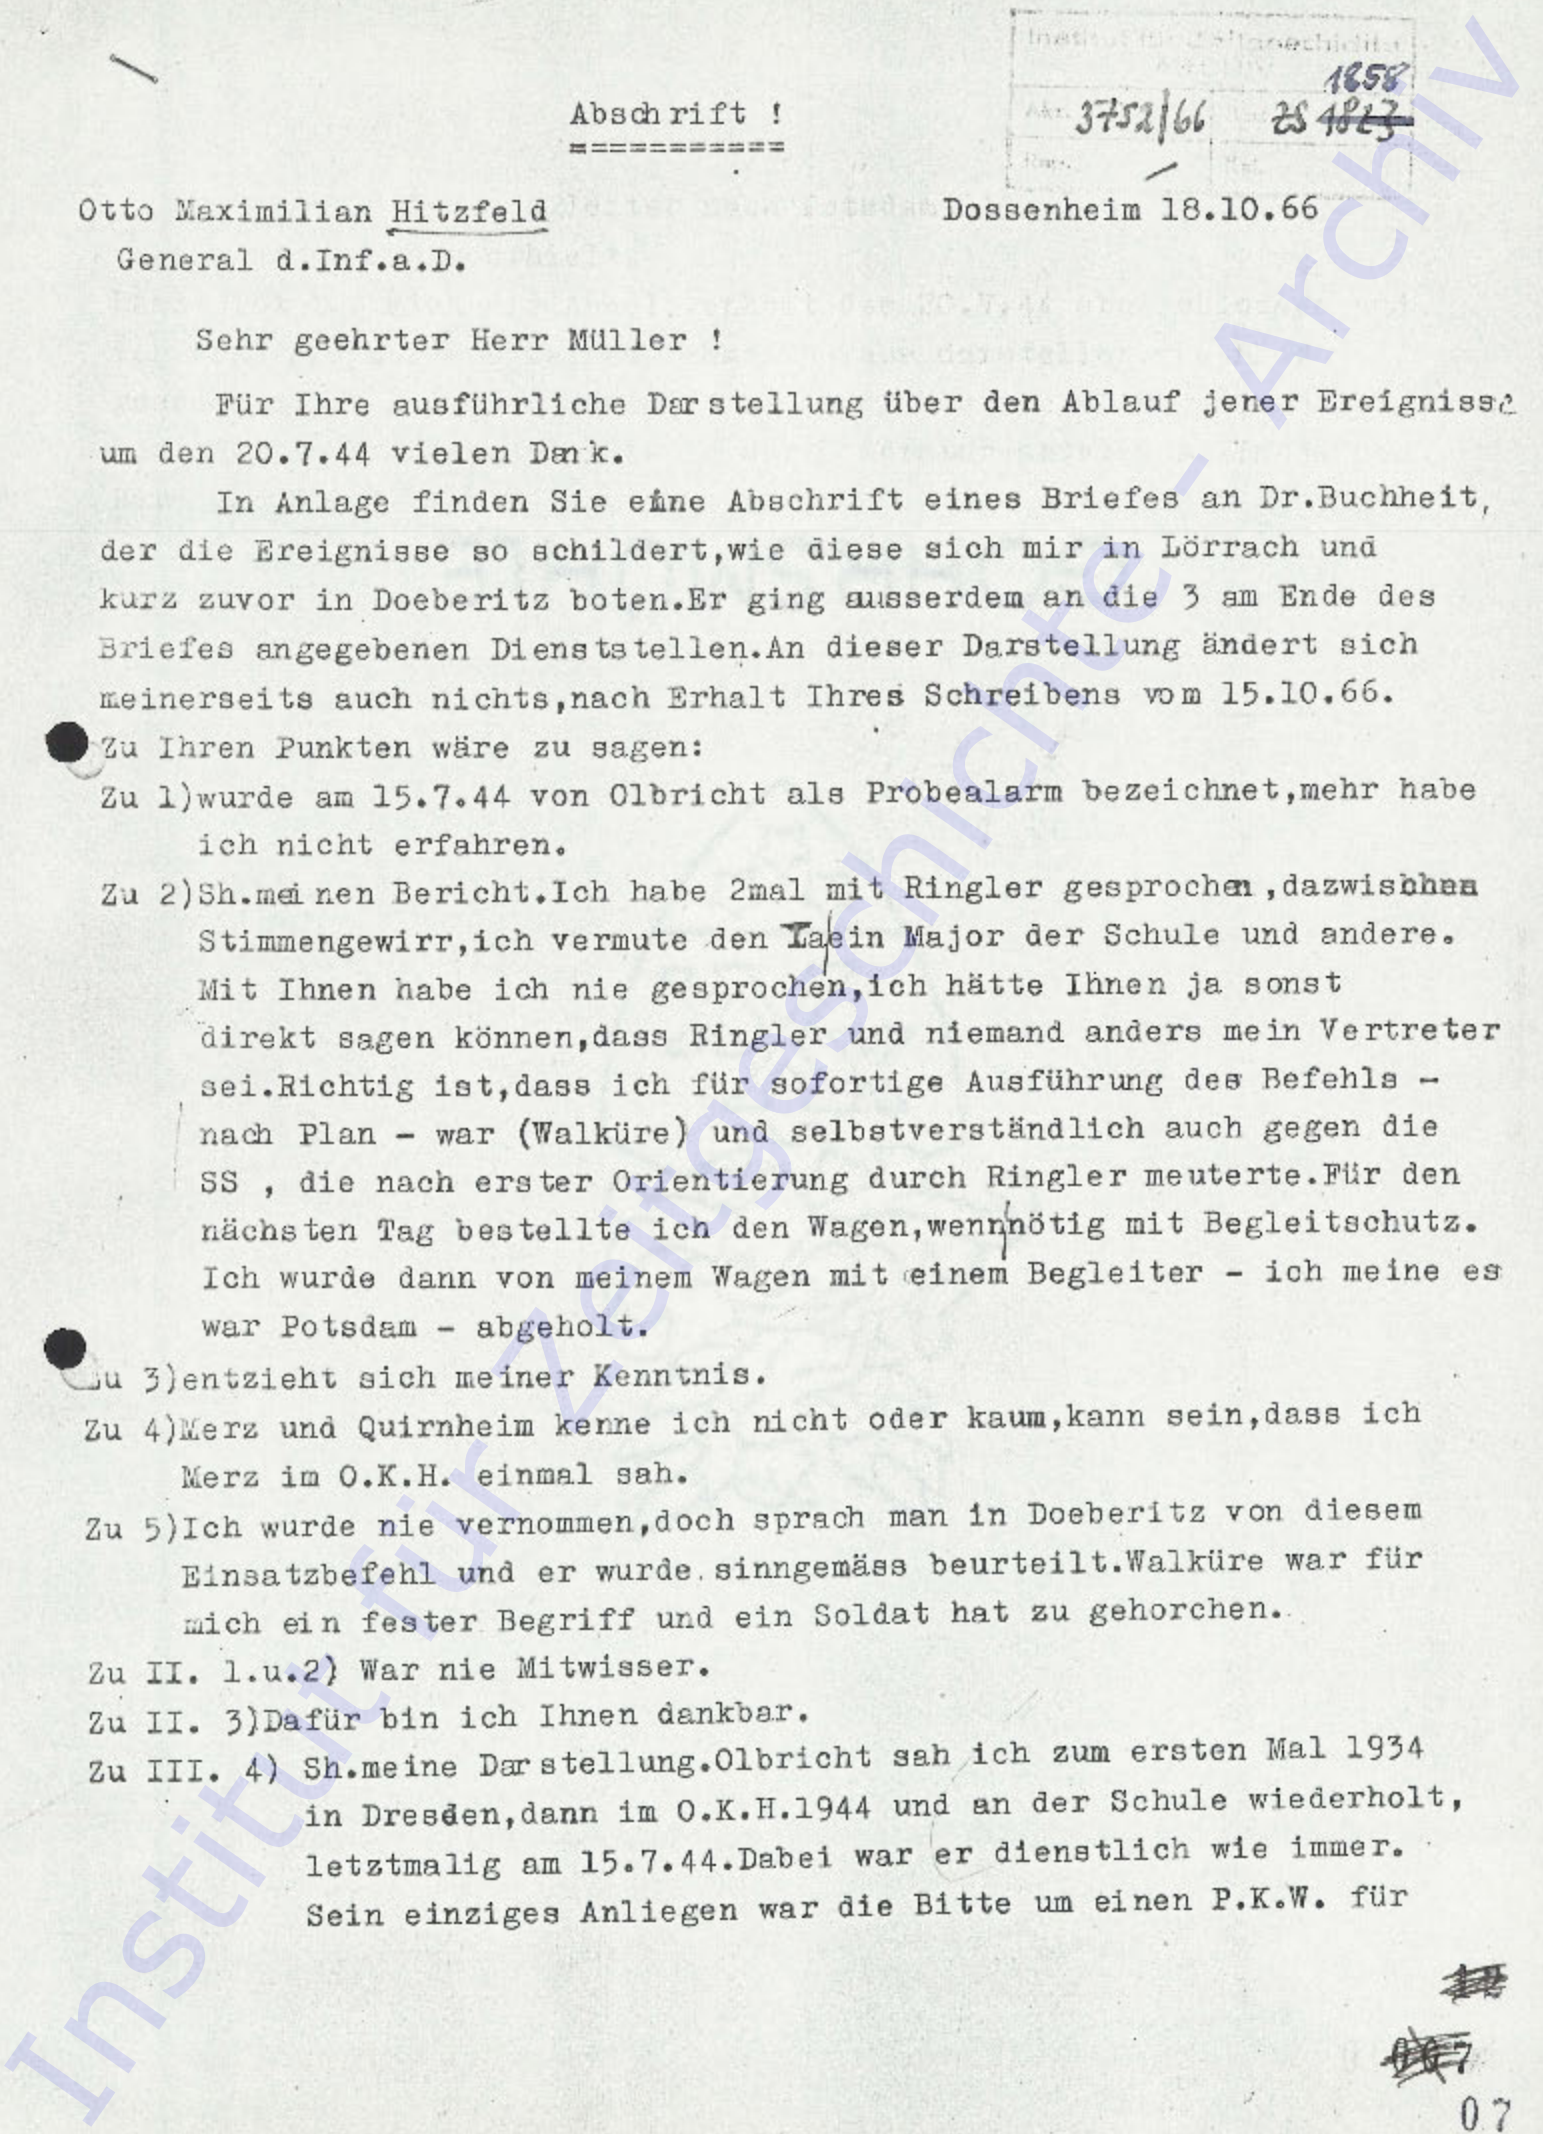 Institut für Zeitgeschichte
1858
Abschrift !
===========
3752/66 ZS 1823
Otto Maximilian Hitzfeld Dossenheim 18.10.66
General d.Inf.a.D.
Sehr geehrter Herr Müller !
Für Ihre ausführliche Darstellung über den Ablauf jener Ereignisse
um den 20.7.44 vielen Dank.
In Anlage finden Sie eine Abschrift eines Briefes an Dr.Buchheit,
der die Ereignisse so schildert,wie diese sich mir in Lörrach und
kurz zuvor in Doeberitz boten.Er ging ausserdem an die 3 am Ende des
Briefes angegebenen Dienststellen.An dieser Darstellung ändert sich
meinerseits auch nichts,nach Erhalt Ihres Schreibens vom 15.10.66.
Zu Ihren Punkten wäre zu sagen:
Zu 1)wurde am 15.7.44 von Olbricht als Probealarm bezeichnet,mehr habe
ich nicht erfahren.
Zu 2)Sh.meinen Bericht.Ich habe 2mal mit Ringler gesprochen,dazwischen
Stimmengewirr,ich vermute den Ia ein Major der Schule und andere.
Mit Ihnen habe ich nie gesprochen,ich hätte Ihnen ja sonst
direkt sagen können,dass Ringler und niemand anders mein Vertreter
sei.Richtig ist,dass ich für sofortige Ausführung des Befehls -
nach Plan - war (Walküre) und selbstverständlich auch gegen die
SS , die nach erster Orientierung durch Ringler meuterte.Für den
nächsten Tag bestellte ich den Wagen,wennnötig mit Begleitschutz.
Ich wurde dann von meinem Wagen mit einem Begleiter - ich meine es
war Potsdam - abgeholt.
Zu 3)entzieht sich meiner Kenntnis.
Zu 4)Merz und Quirnheim kenne ich nicht oder kaum,kann sein,dass ich
Merz im O.K.H. einmal sah.
Zu 5)Ich wurde nie vernommen,doch sprach man in Doeberitz von diesem
Einsatzbefehl und er wurde sinngemäss beurteilt.Walküre war für
mich ein fester Begriff und ein Soldat hat zu gehorchen.
Zu II. 1.u.2) War nie Mitwisser.
Zu II. 3)Dafür bin ich Ihnen dankbar.
Zu III. 4) Sh.meine Darstellung.Olbricht sah ich zum ersten Mal 1934
in Dresden,dann im O.K.H.1944 und an der Schule wiederholt,
letztmalig am 15.7.44.Dabei war er dienstlich wie immer.
Sein einziges Anliegen war die Bitte um einen P.K.W. für
07
Institut für Zeitgeschichte - Archiv